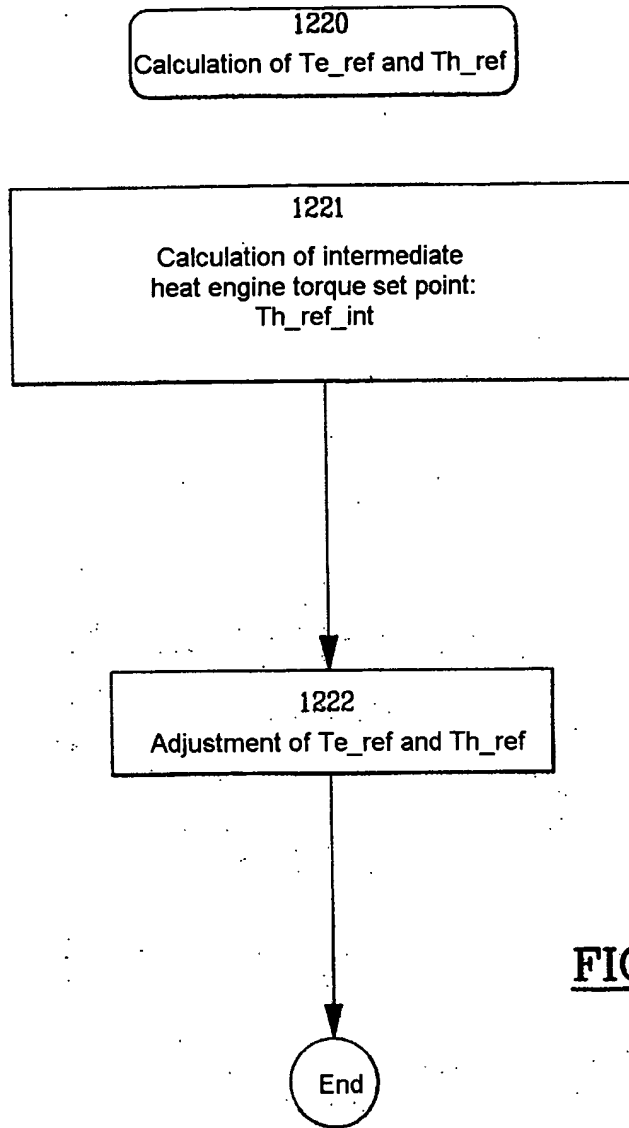 1220
Calculation of Te_ref and Th_ref
1221
Calculation of intermediate
heat engine torque set point:
Th_ref_int
1222
Adjustment of Te_ref and Th_ref
End